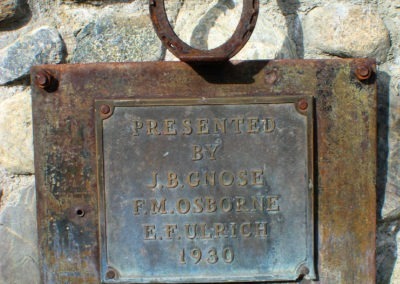 PRESENTED
BY
J.B.GNOSE
F.M.OSBORNE
E.F.ULRICH
1930